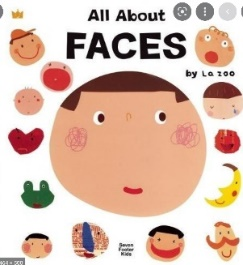 All About
FACES
by La ZOO
Seven
Footer
Kids